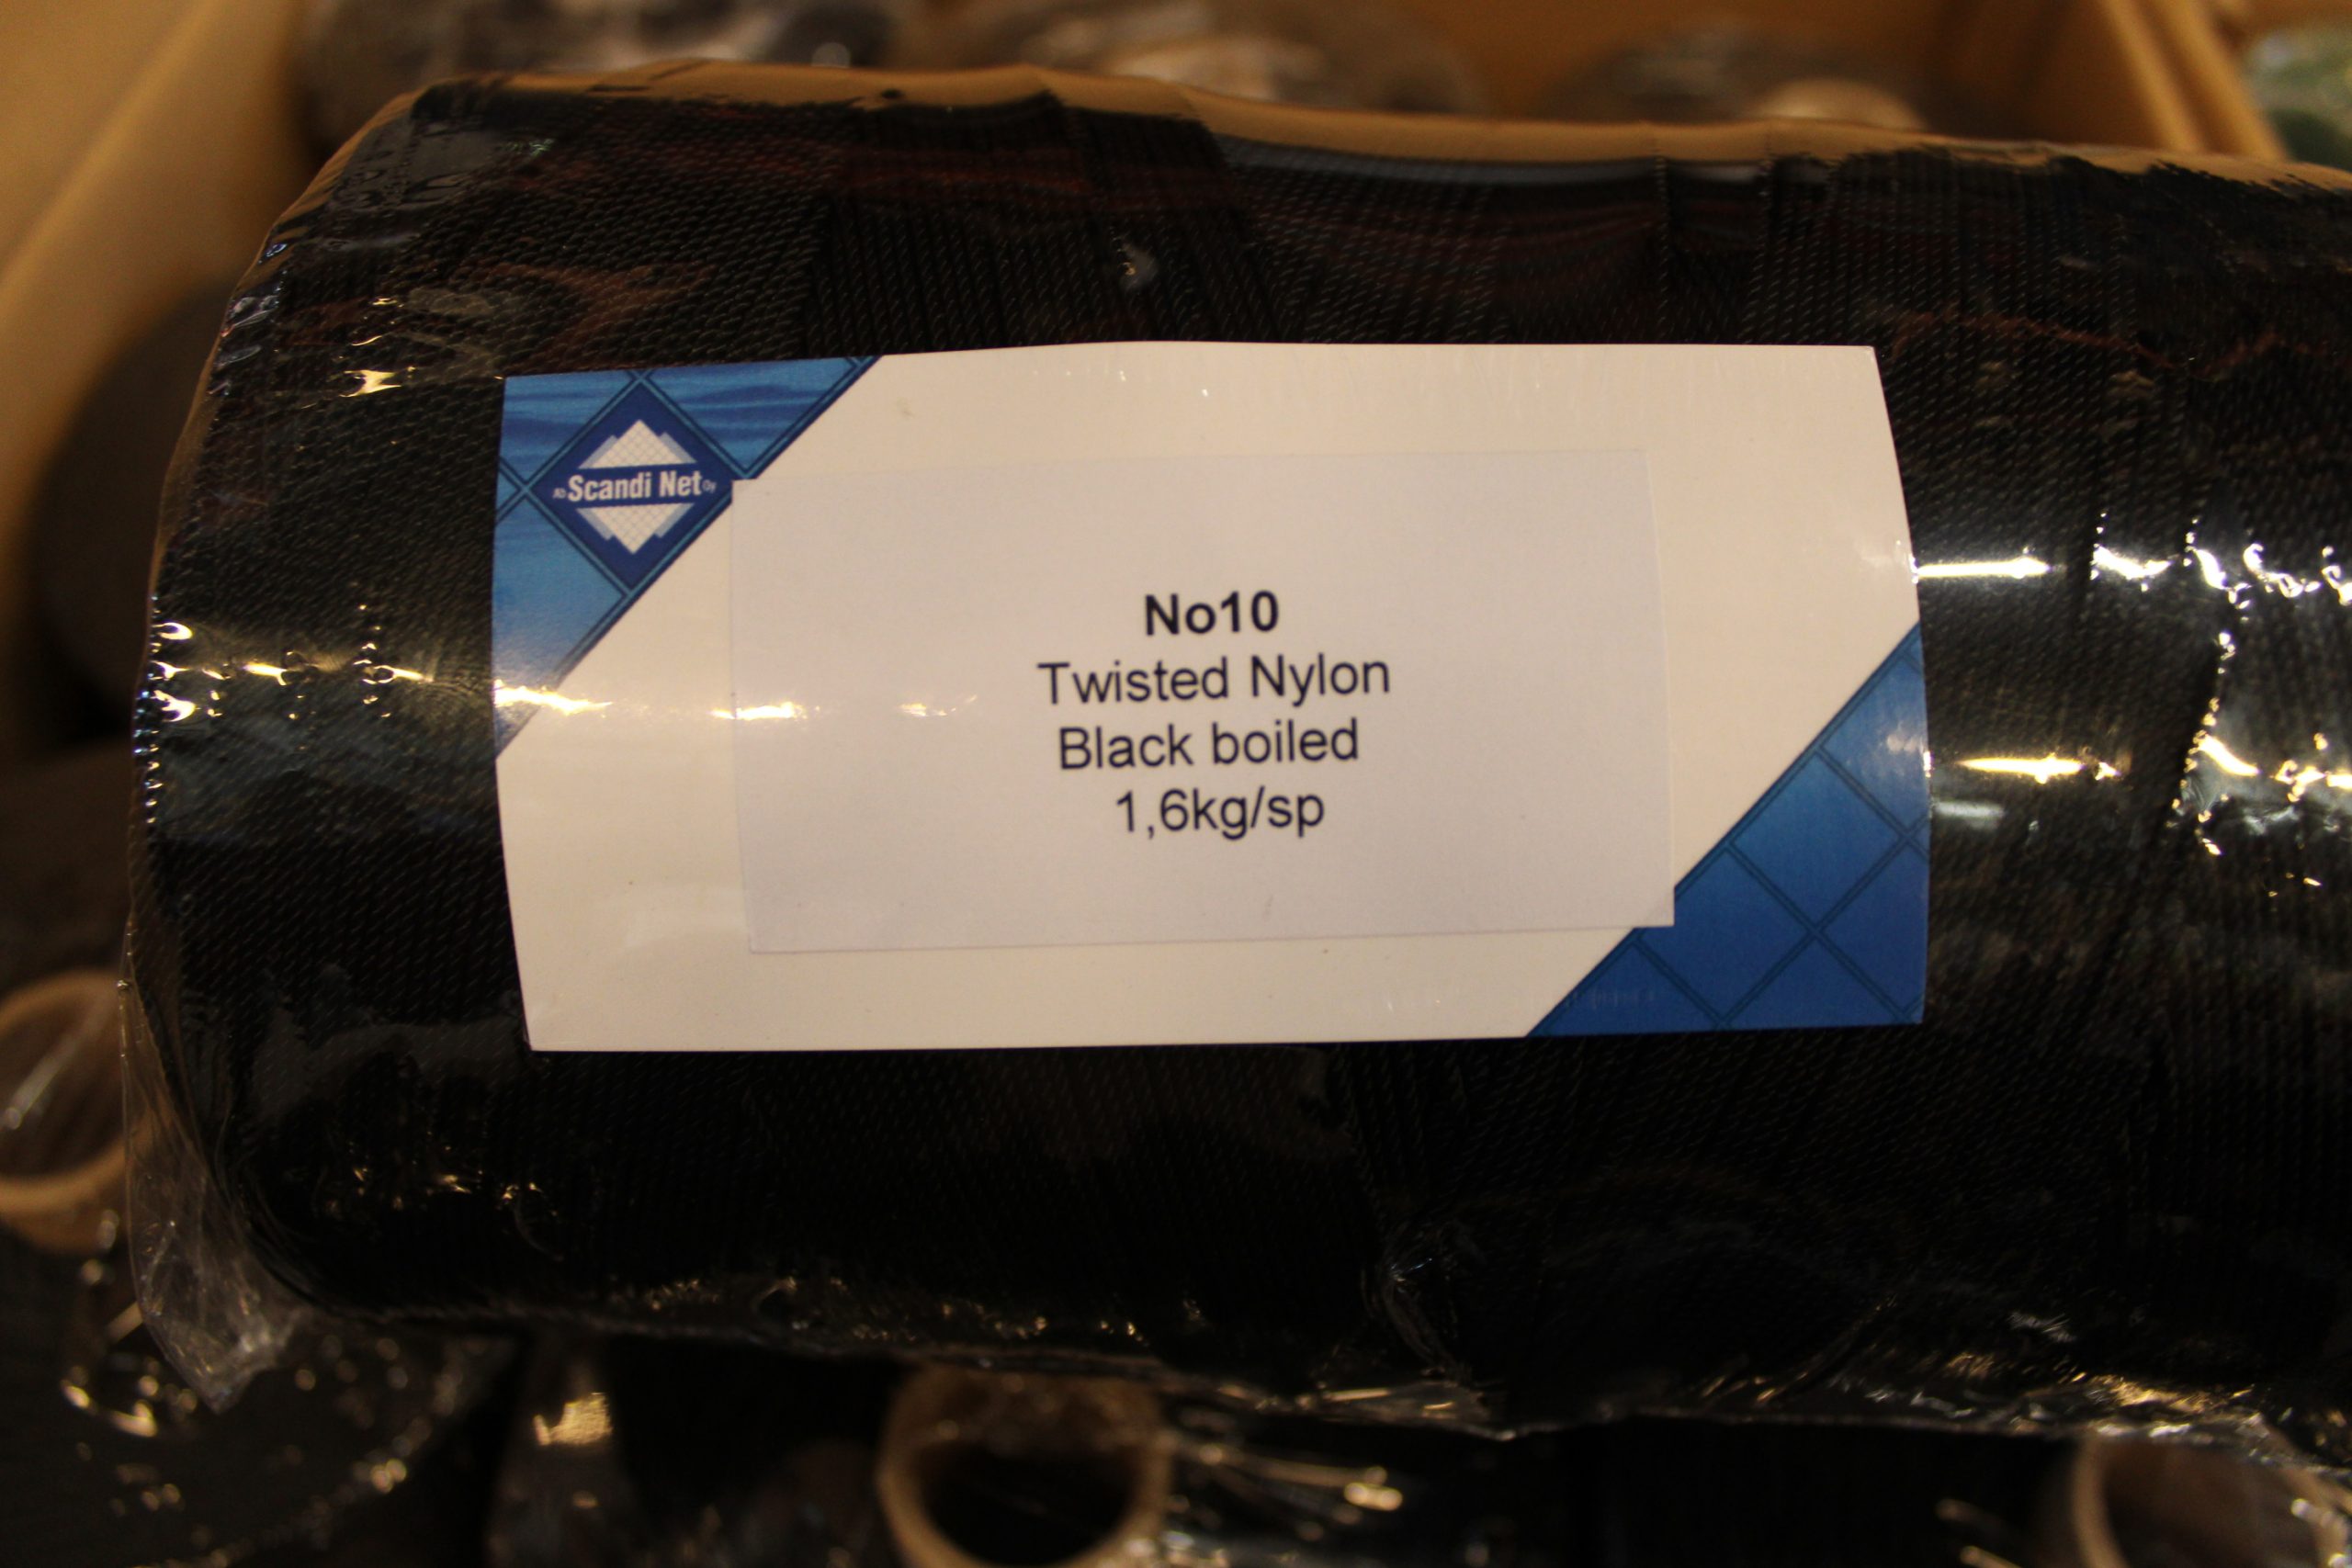 Ab Scandi Net Oy
No10
Twisted Nylon
Black boiled
1,6kg/sp